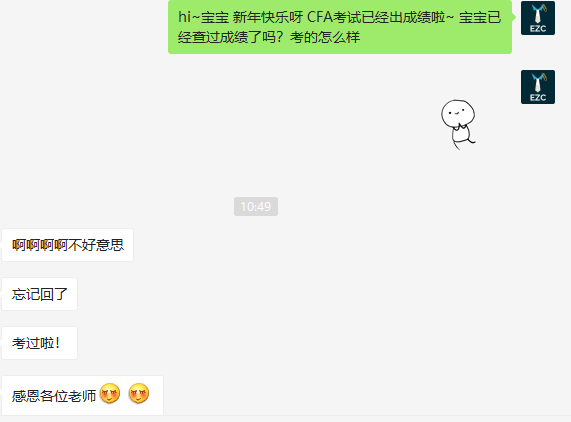 hi~宝宝 新年快乐呀 CFA考试已经出成绩啦~ 宝宝已
经查过成绩了吗？考的怎么样
EZC
EZC
10:49
啊啊啊啊不好意思
忘记回了
考过啦！
感恩各位老师